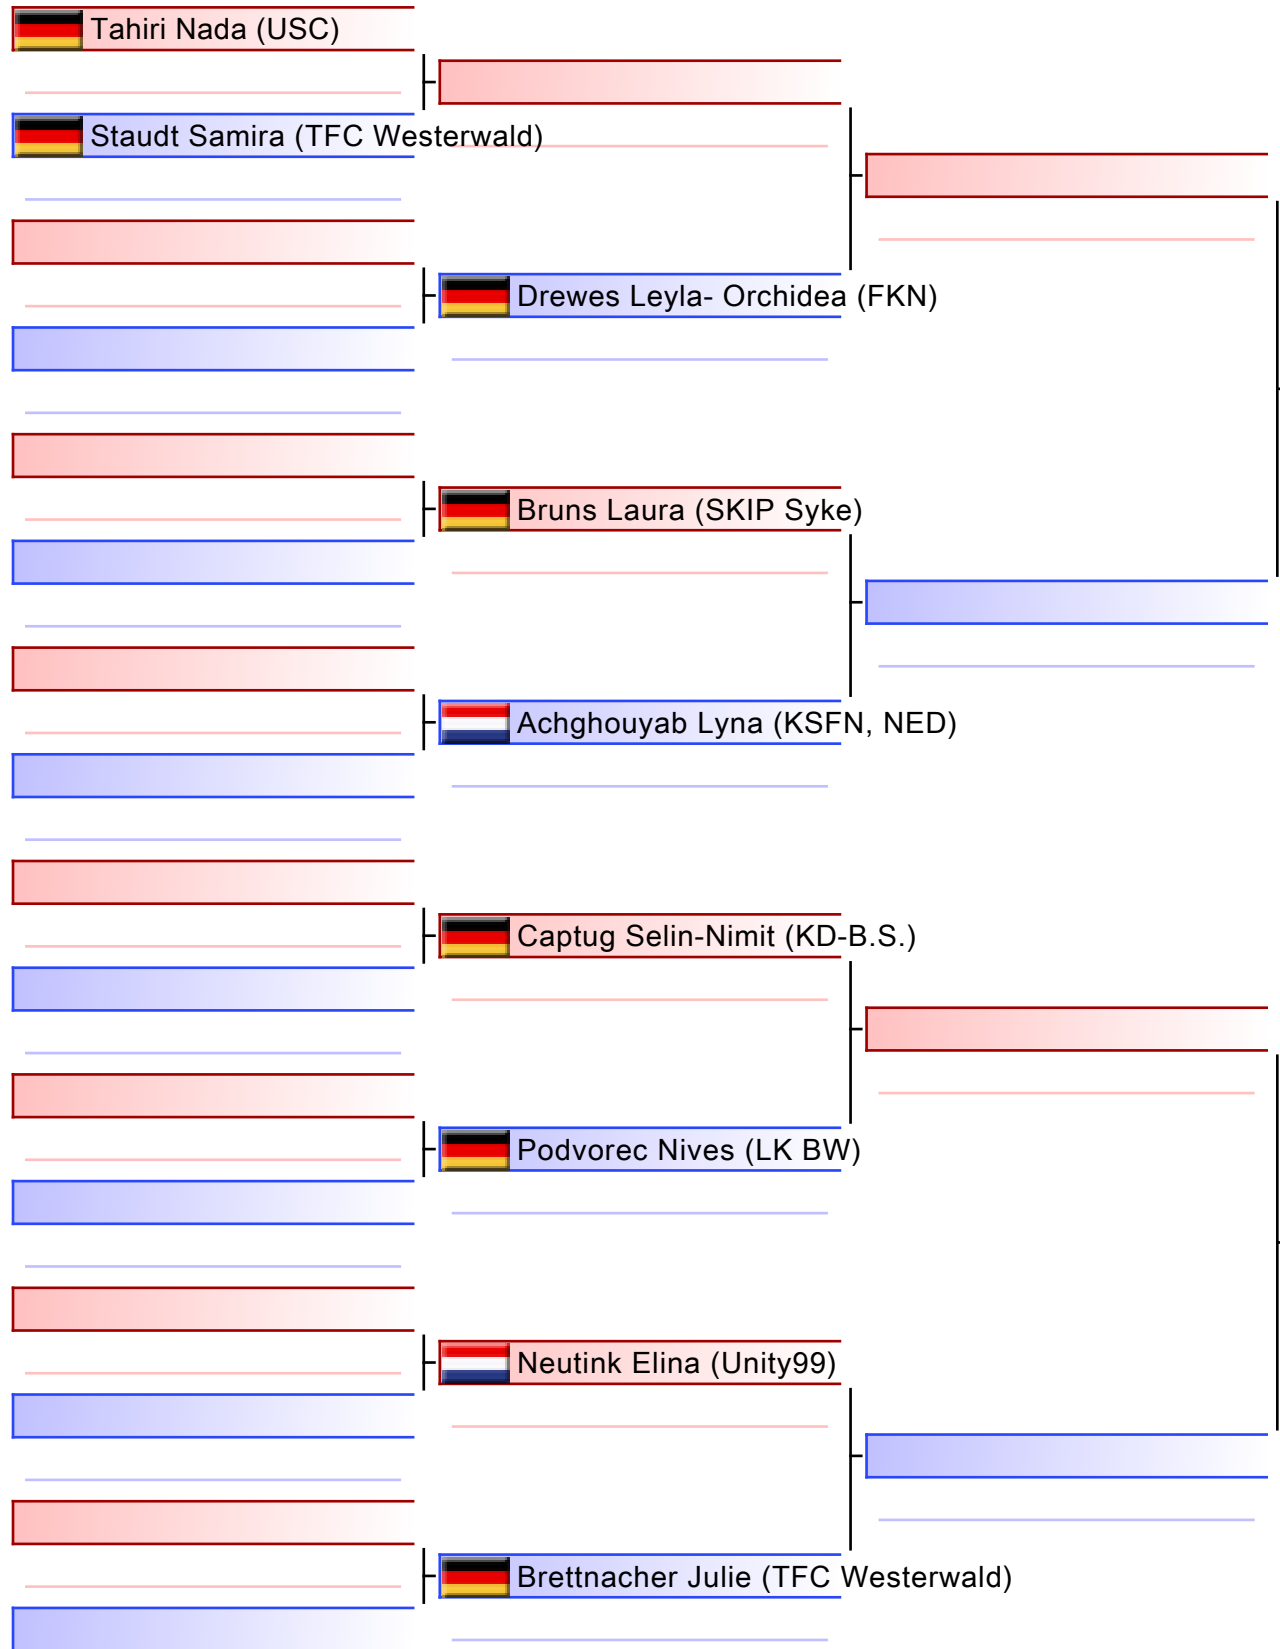 Tahiri Nada (USC)
Staudt Samira (TFC Westerwald)
Drewes Leyla- Orchidea (FKN)
Bruns Laura (SKIP Syke)
Achghouyab Lyna (KSFN, NED)
Captug Selin-Nimit (KD-B.S.)
Podvorec Nives (LK BW)
Neutink Elina (Unity99)
Brettnacher Julie (TFC Westerwald)